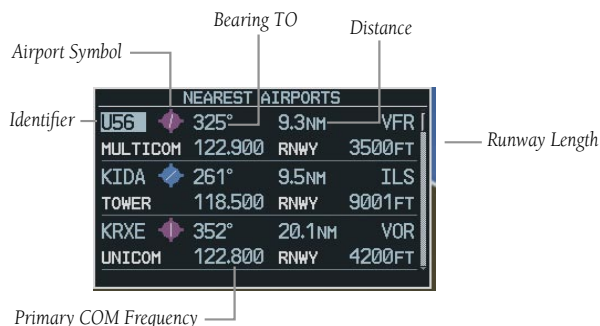 Bearing TO
Distance
Airport Symbol
NEAREST AIRPORTS
Identifier
U56 325° 9.3NM VFR
MULTICOM 122.900 RNWY 3500FT
Runway Length
KIDA 261° 9.5NM ILS
TOWER 118.500 RNWY 9001FT
KRXE 352° 20.1NM VOR
UNICOM 122.800 RNWY 4200FT
Primary COM Frequency